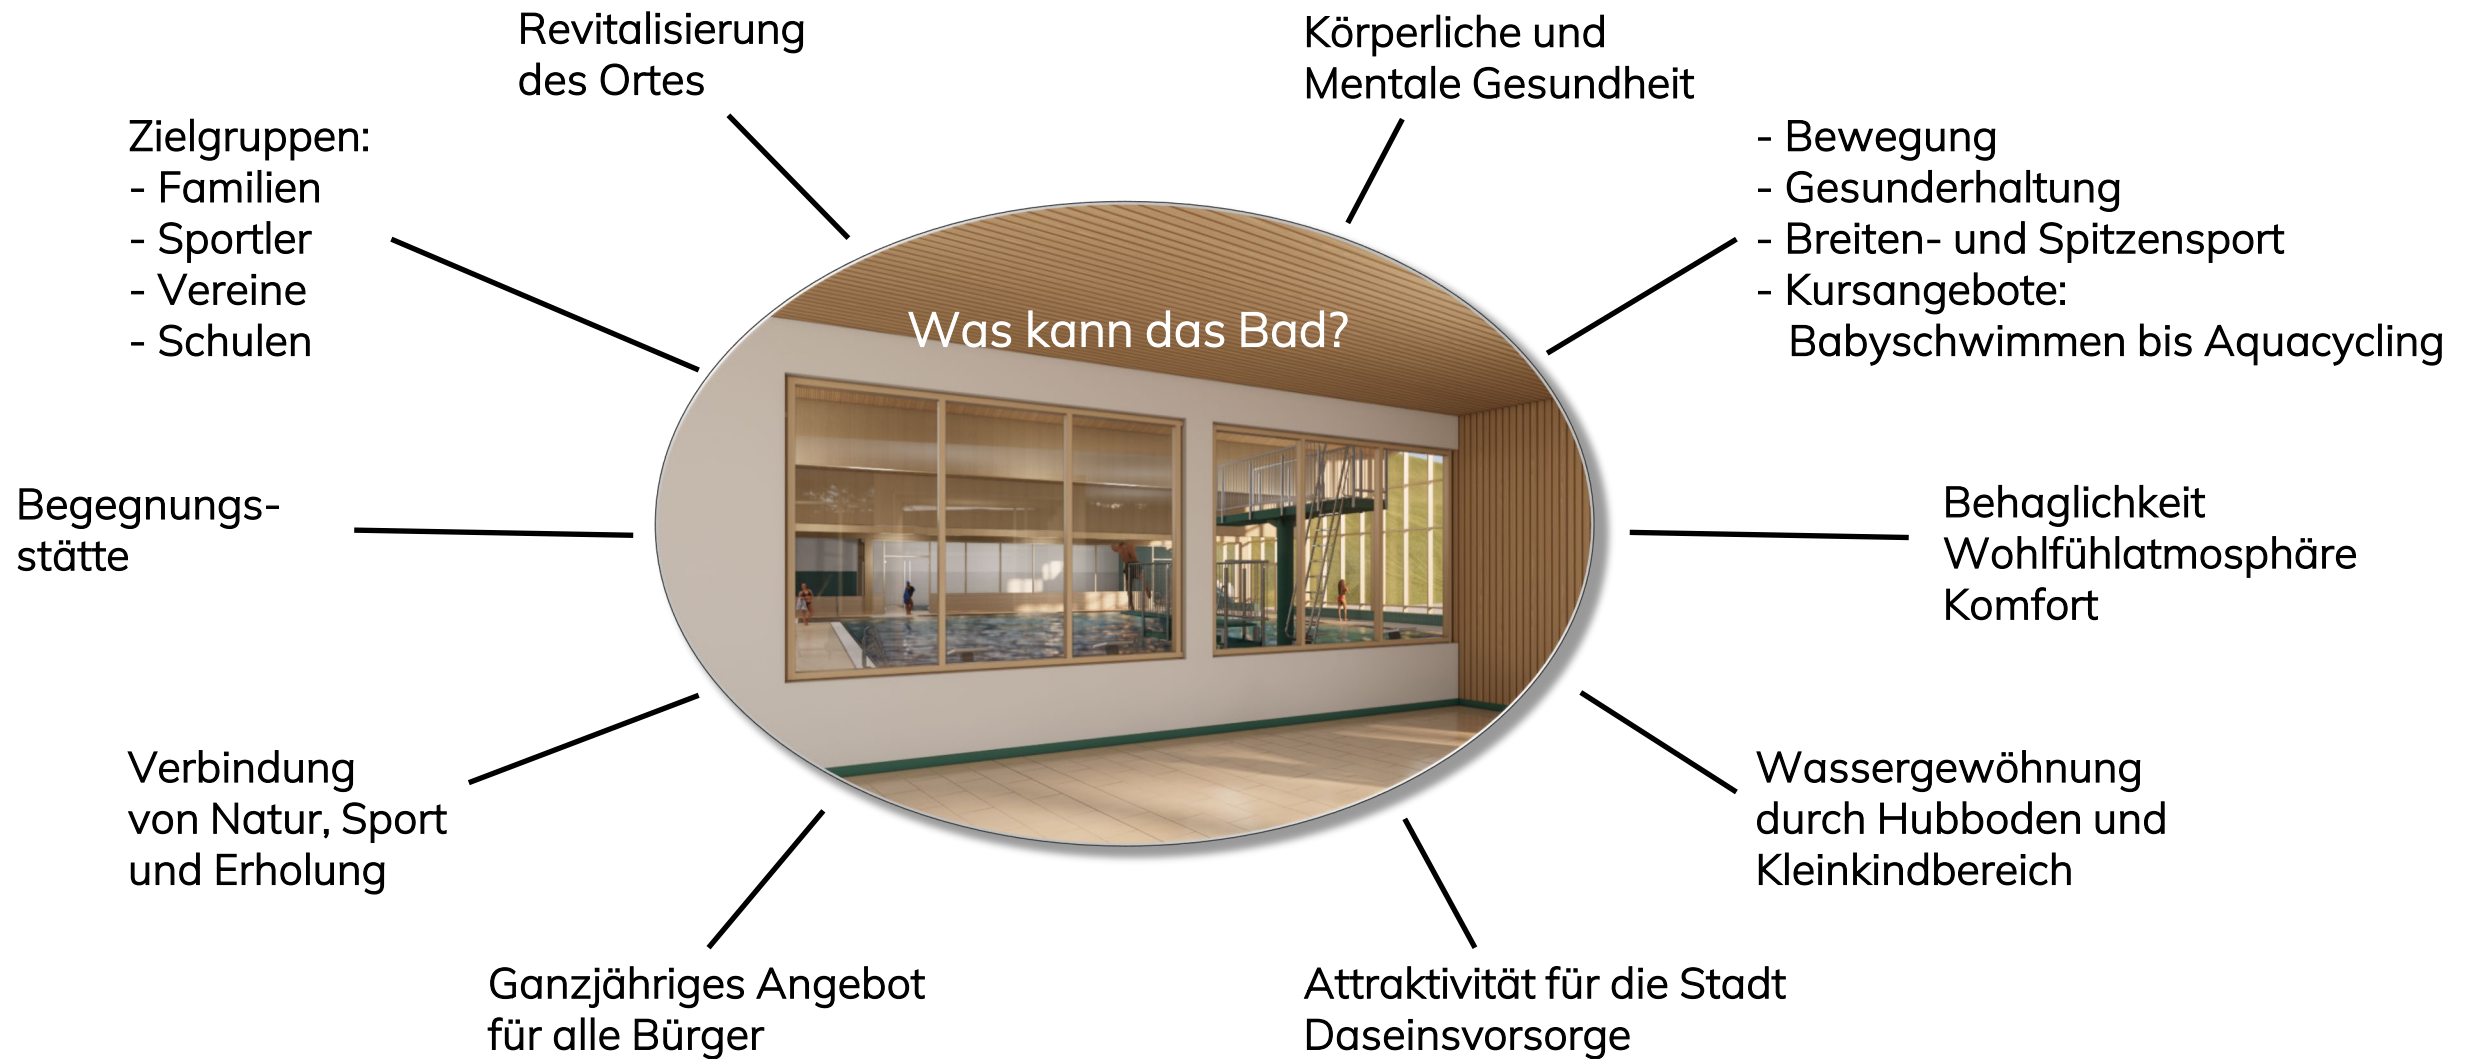 Revitalisierung
des Ortes
Körperliche und
Mentale Gesundheit
Zielgruppen:
- Familien
- Sportler
- Vereine
- Schulen
- Bewegung
- Gesunderhaltung
- Breiten- und Spitzensport
- Kursangebote:
Babyschwimmen bis Aquacycling
Was kann das Bad?
Begegnungs-
stätte
Behaglichkeit
Wohlfühlatmosphäre
Komfort
Verbindung
von Natur, Sport
und Erholung
Wassergewöhnung
durch Hubboden und
Kleinkindbereich
Ganzjähriges Angebot
für alle Bürger
Attraktivität für die Stadt
Daseinsvorsorge